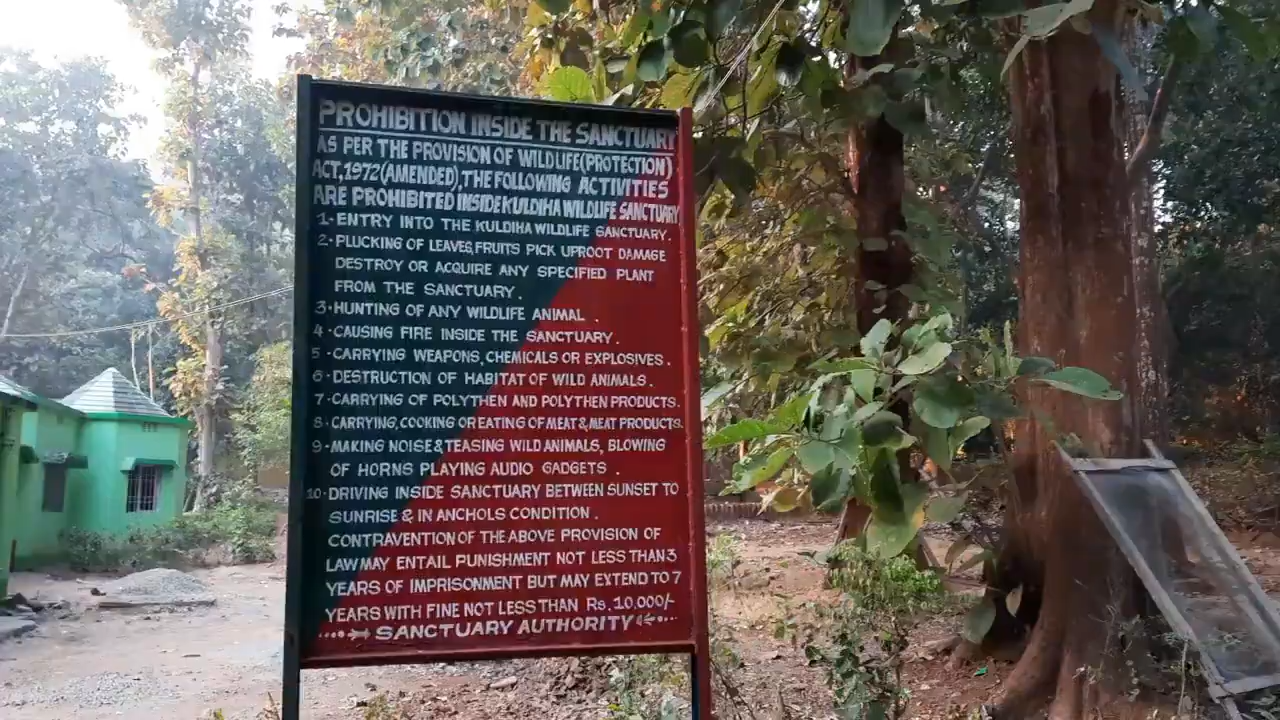 PROHIBITION INSIDE THE SANCTUARY
AS PER THE PROVISION OF WILDLIFE(PROTECTION)
ACT,1972(AMENDED),THE FOLLOWING ACTIVITIES
ARE PROHIBITED INSIDE KULDIHA WILDLIFE SANCTUARY
1·ENTRY INTO THE KULDIHA WILDLIFE SANCTUARY.
2·PLUCKING OF LEAVES,FRUITS PICK UPROOT DAMAGE
DESTROY OR ACQUIRE ANY SPECIFIED PLANT
FROM THE SANCTUARY.
3·HUNTING OF ANY WILDLIFE ANIMAL.
4·CAUSING FIRE INSIDE THE SANCTUARY.
5·CARRYING WEAPONS,CHEMICALS OR EXPLOSIVES.
6·DESTRUCTION OF HABITAT OF WILD ANIMALS.
7·CARRYING OF POLYTHEN AND POLYTHEN PRODUCTS.
8·CARRYING,COOKING OR EATING OF MEAT & MEAT PRODUCTS.
9·MAKING NOISE & TEASING WILD ANIMALS, BLOWING
OF HORNS PLAYING AUDIO GADGETS.
10·DRIVING INSIDE SANCTUARY BETWEEN SUNSET TO
SUNRISE & IN ANCHOLS CONDITION.
CONTRAVENTION OF THE ABOVE PROVISION OF
LAW MAY ENTAIL PUNISHMENT NOT LESS THAN 3
YEARS OF IMPRISONMENT BUT MAY EXTEND TO 7
YEARS WITH FINE NOT LESS THAN Rs.10,000/-
SANCTUARY AUTHORITY